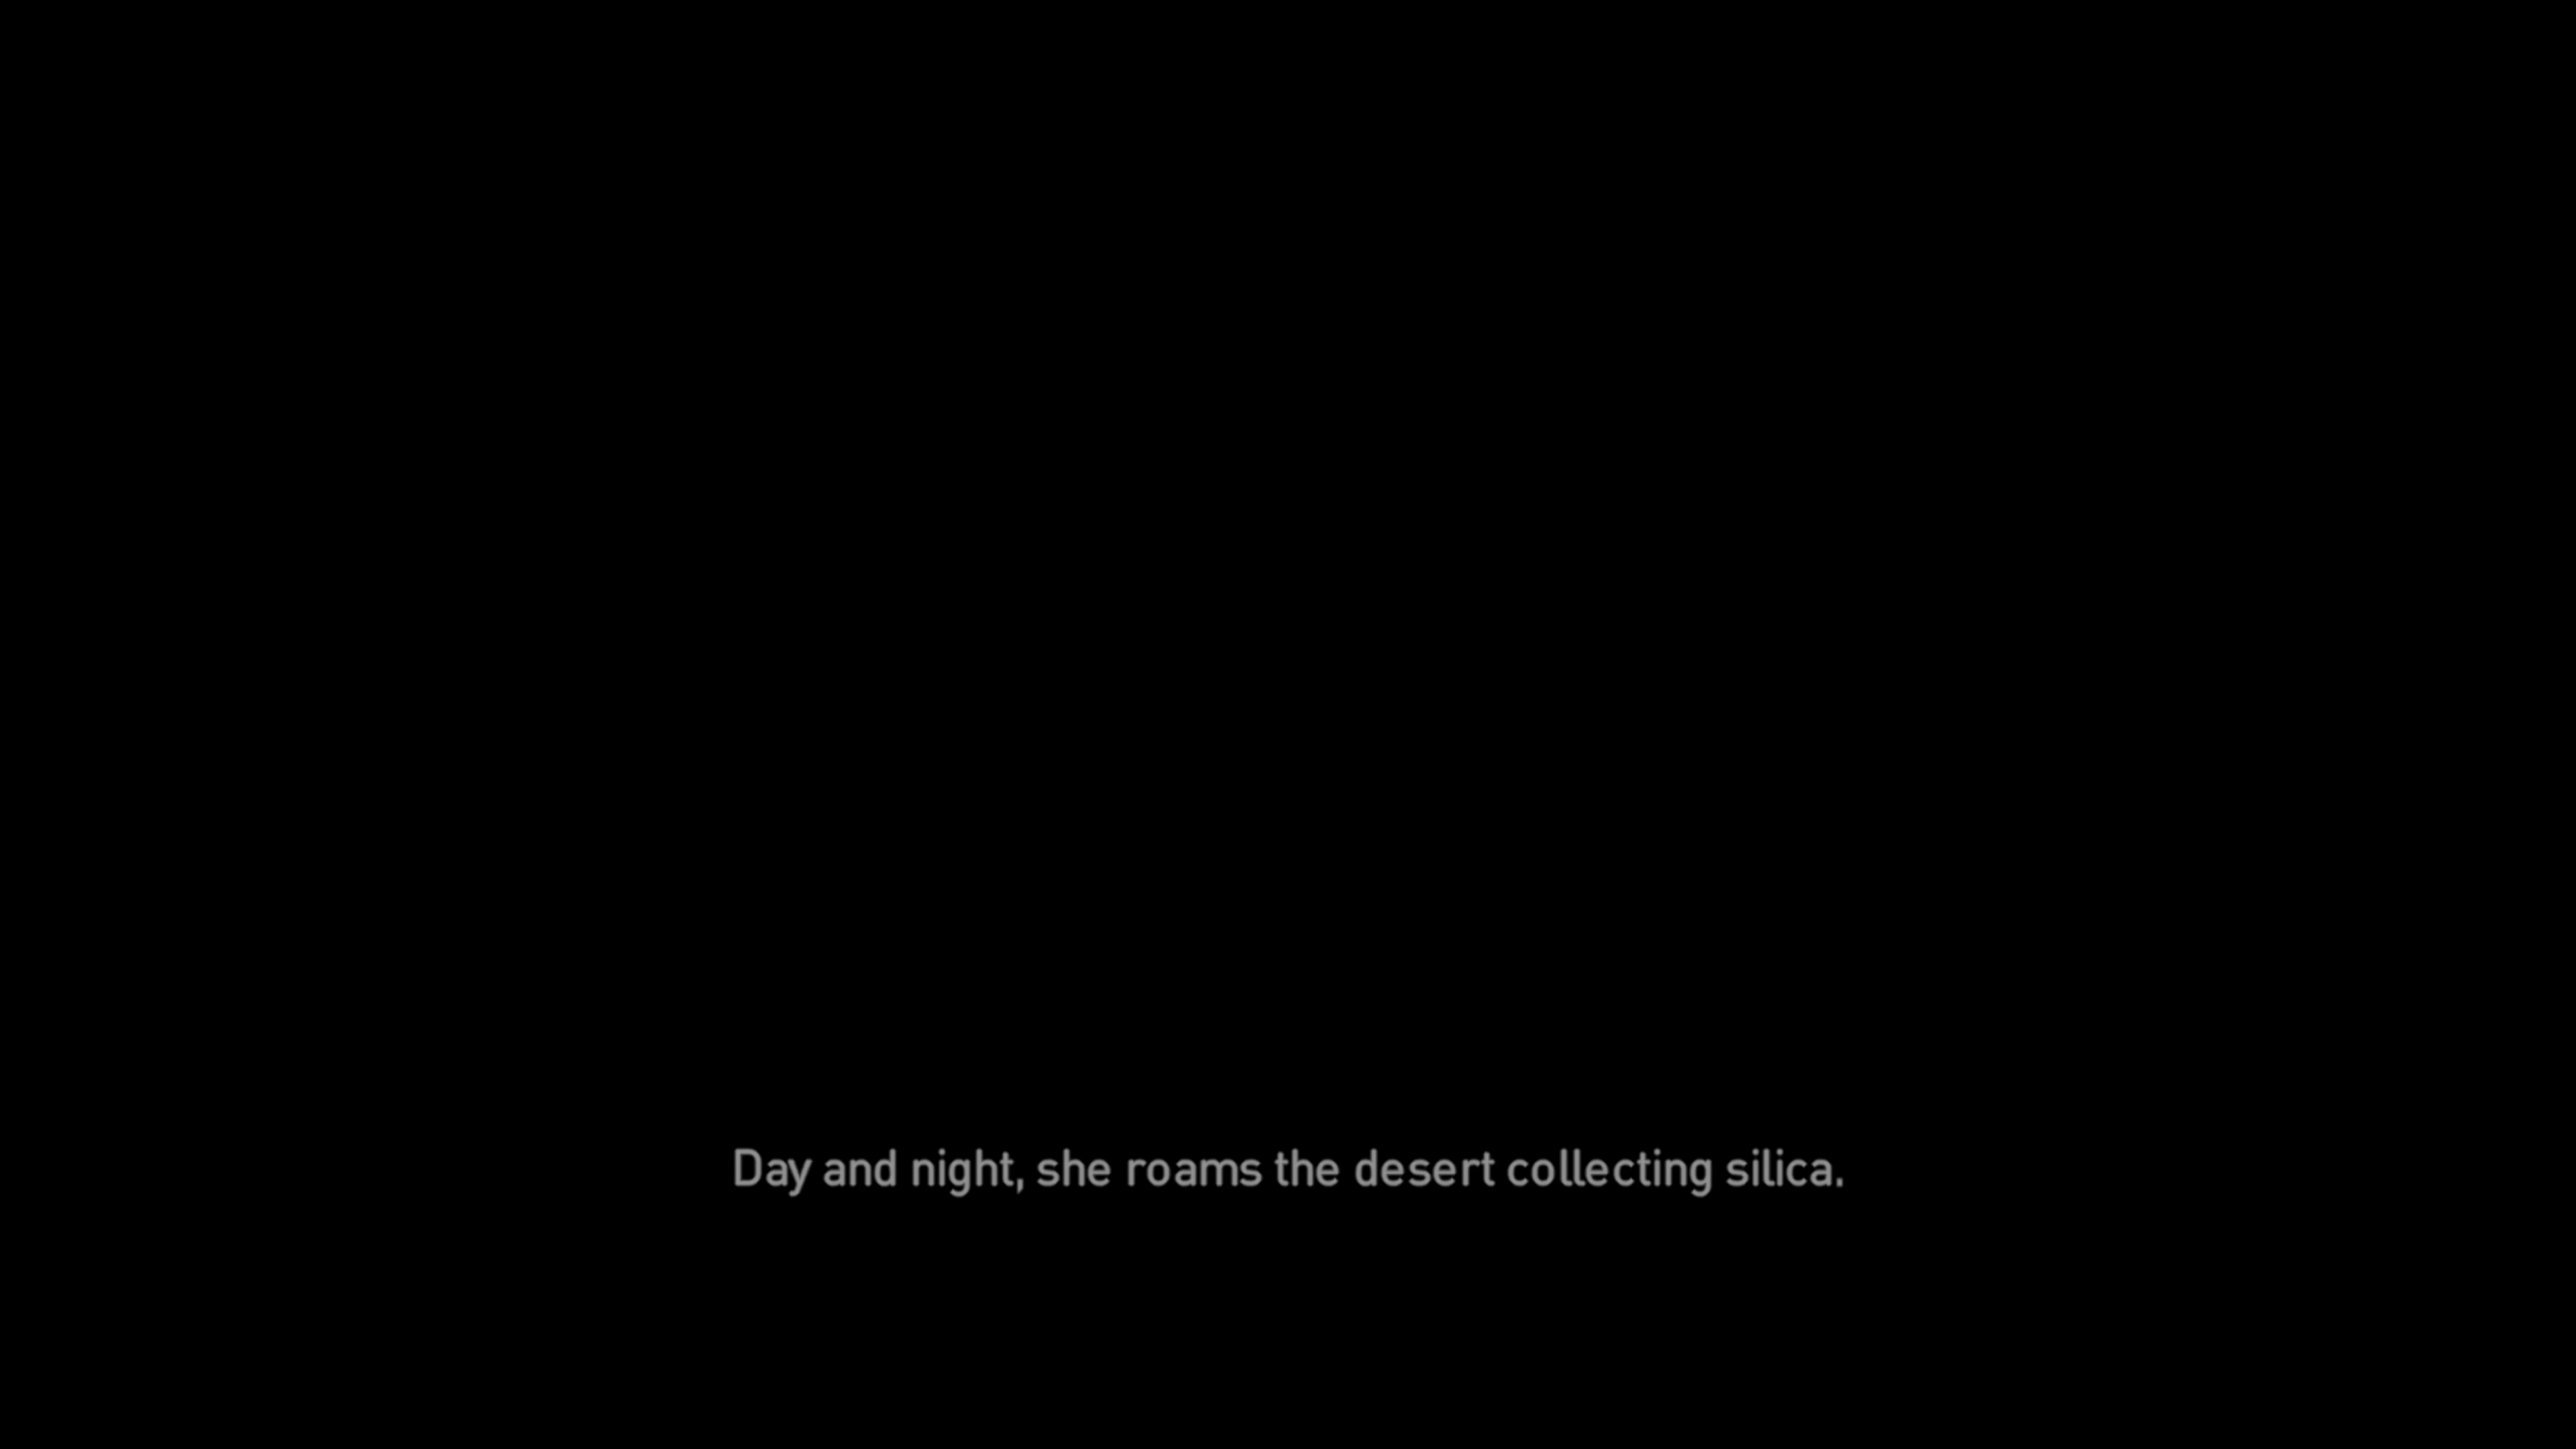 Day and night, she roams the desert collecting silica.